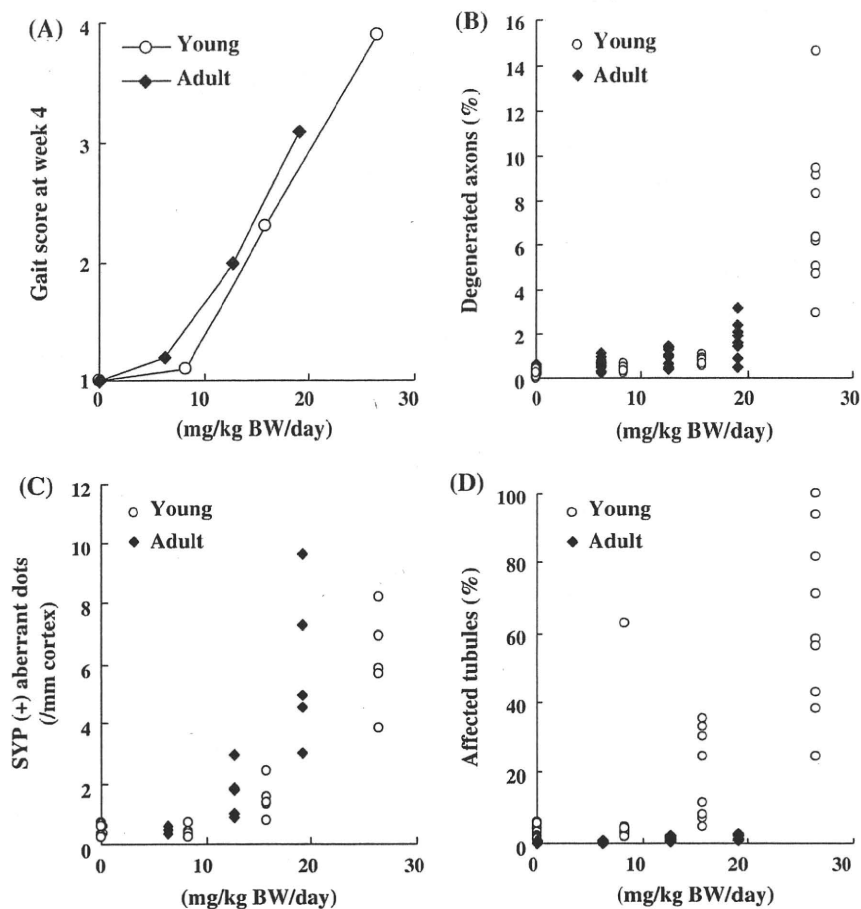 (A)
4
3
2
1
Gait score at week 4
Young
Adult
0
10
20
30
(mg/kg BW/day)
(B)
16
14
12
10
8
6
4
2
0
Degenerated axons (%)
Young
Adult
0
10
20
30
(mg/kg BW/day)
(C)
12
10
8
6
4
2
0
SYP (+) aberrant dots
(/mm cortex)
Young
Adult
0
10
20
30
(mg/kg BW/day)
(D)
100
80
60
40
20
0
Affected tubules (%)
Young
Adult
0
10
20
30
(mg/kg BW/day)